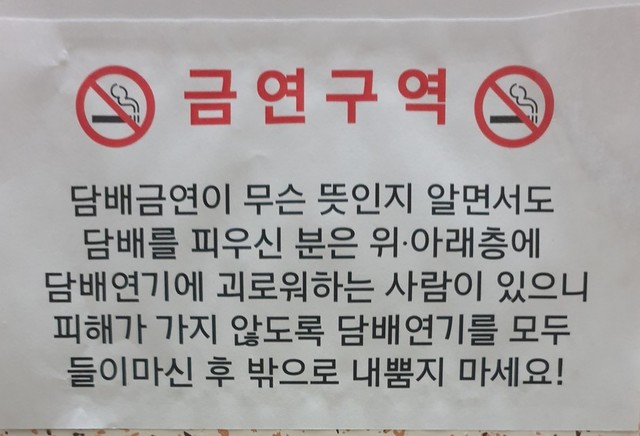 금연구역
담배금연이 무슨 뜻인지 알면서도
담배를 피우신 분은 위·아래층에
담배연기에 괴로워하는 사람이 있으니
피해가 가지 않도록 담배연기를 모두
들이마신 후 밖으로 내뿜지 마세요!